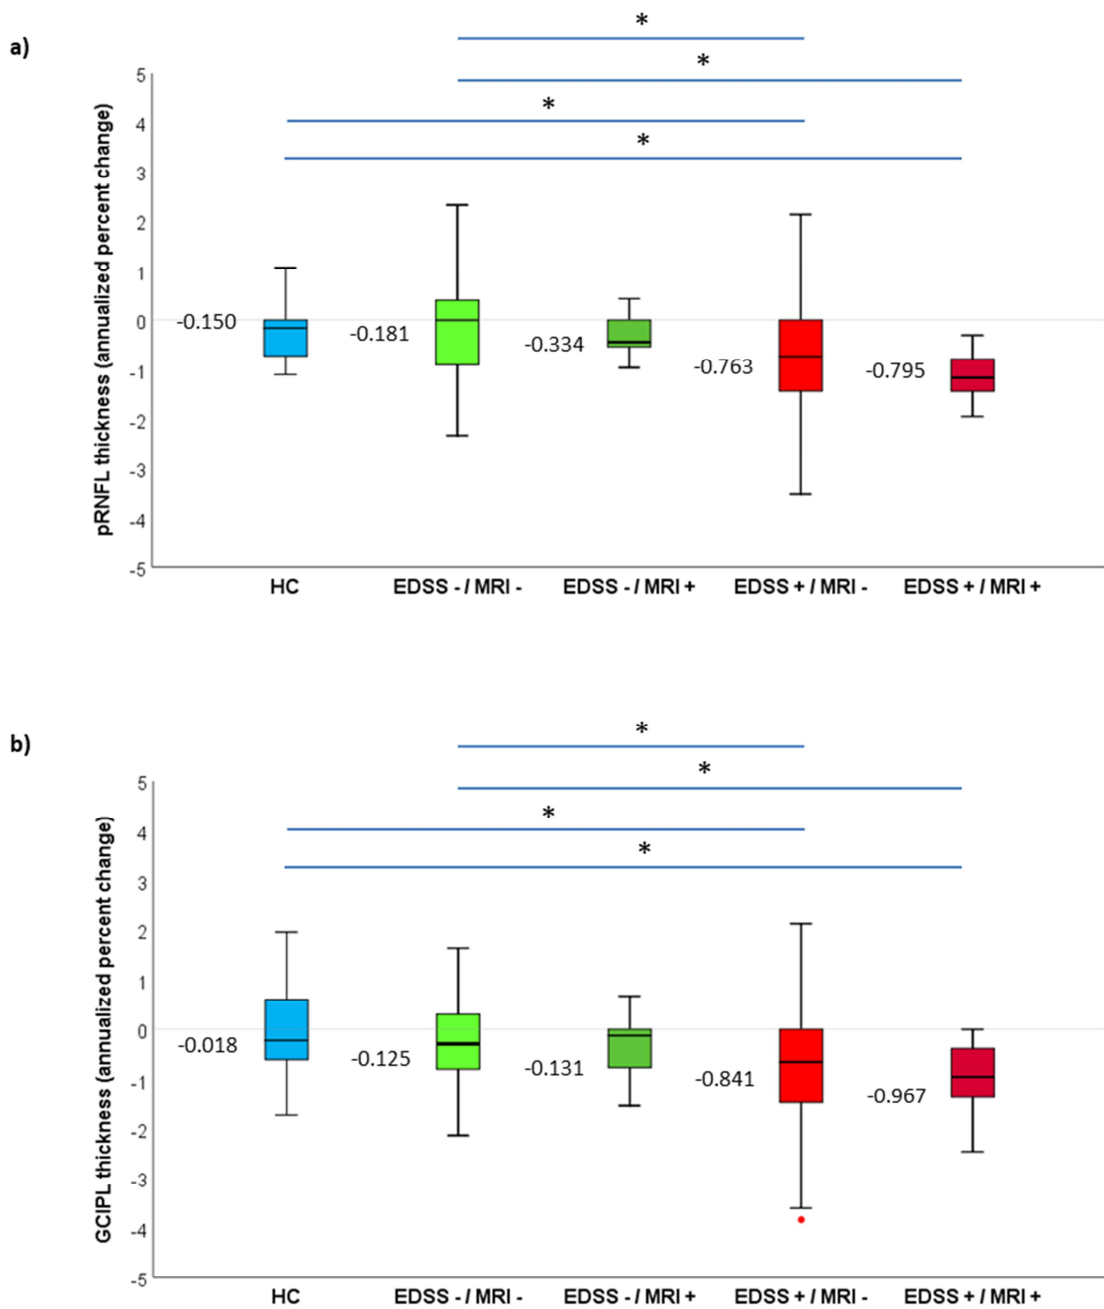 a)
*
*
*
*
pRNFL thickness (annualized percent change)
5
4
3
2
1
0
-1
-2
-3
-4
-5
-0.150
-0.181
-0.334
-0.763
-0.795
HC
EDSS - / MRI -
EDSS - / MRI +
EDSS + / MRI -
EDSS + / MRI +
b)
*
*
*
*
GCIPL thickness (annualized percent change)
5
4
3
2
1
0
-1
-2
-3
-4
-5
-0.018
-0.125
-0.131
-0.841
-0.967
HC
EDSS - / MRI -
EDSS - / MRI +
EDSS + / MRI -
EDSS + / MRI +